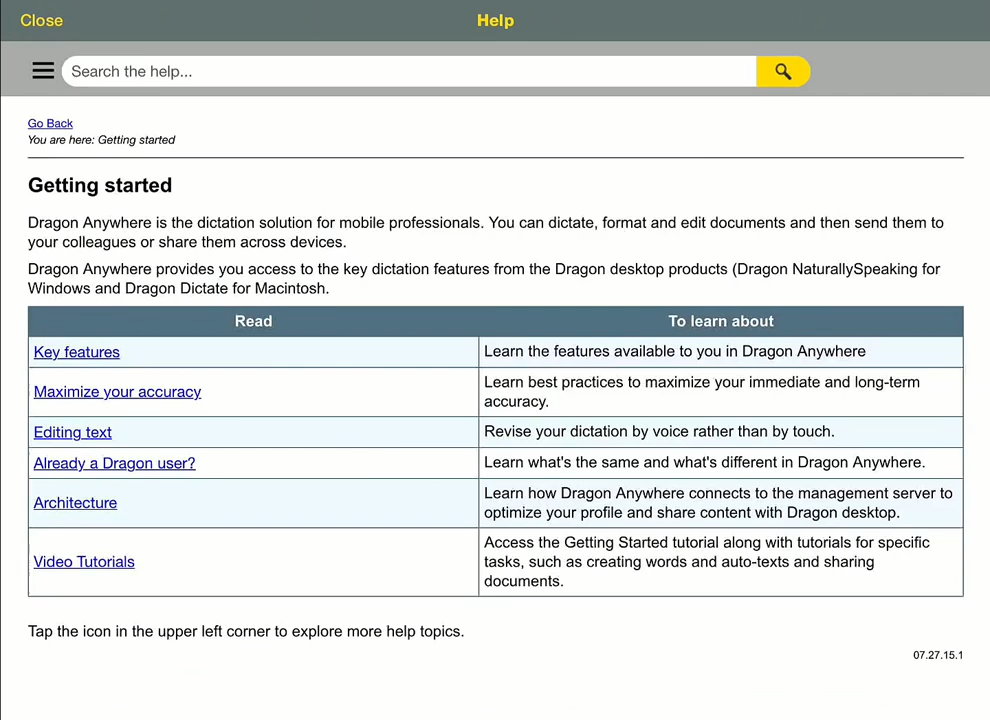 Close
Help
Search the help...
Go Back
You are here: Getting started
Getting started
Dragon Anywhere is the dictation solution for mobile professionals. You can dictate, format and edit documents and then send them to
your colleagues or share them across devices.
Dragon Anywhere provides you access to the key dictation features from the Dragon desktop products (Dragon NaturallySpeaking for
Windows and Dragon Dictate for Macintosh.
Read
To learn about
Key features
Learn the features available to you in Dragon Anywhere
Maximize your accuracy
Learn best practices to maximize your immediate and long-term
accuracy.
Editing text
Revise your dictation by voice rather than by touch.
Already a Dragon user?
Learn what's the same and what's different in Dragon Anywhere.
Architecture
Learn how Dragon Anywhere connects to the management server to
optimize your profile and share content with Dragon desktop.
Video Tutorials
Access the Getting Started tutorial along with tutorials for specific
tasks, such as creating words and auto-texts and sharing
documents.
Tap the icon in the upper left corner to explore more help topics.
07.27.15.1